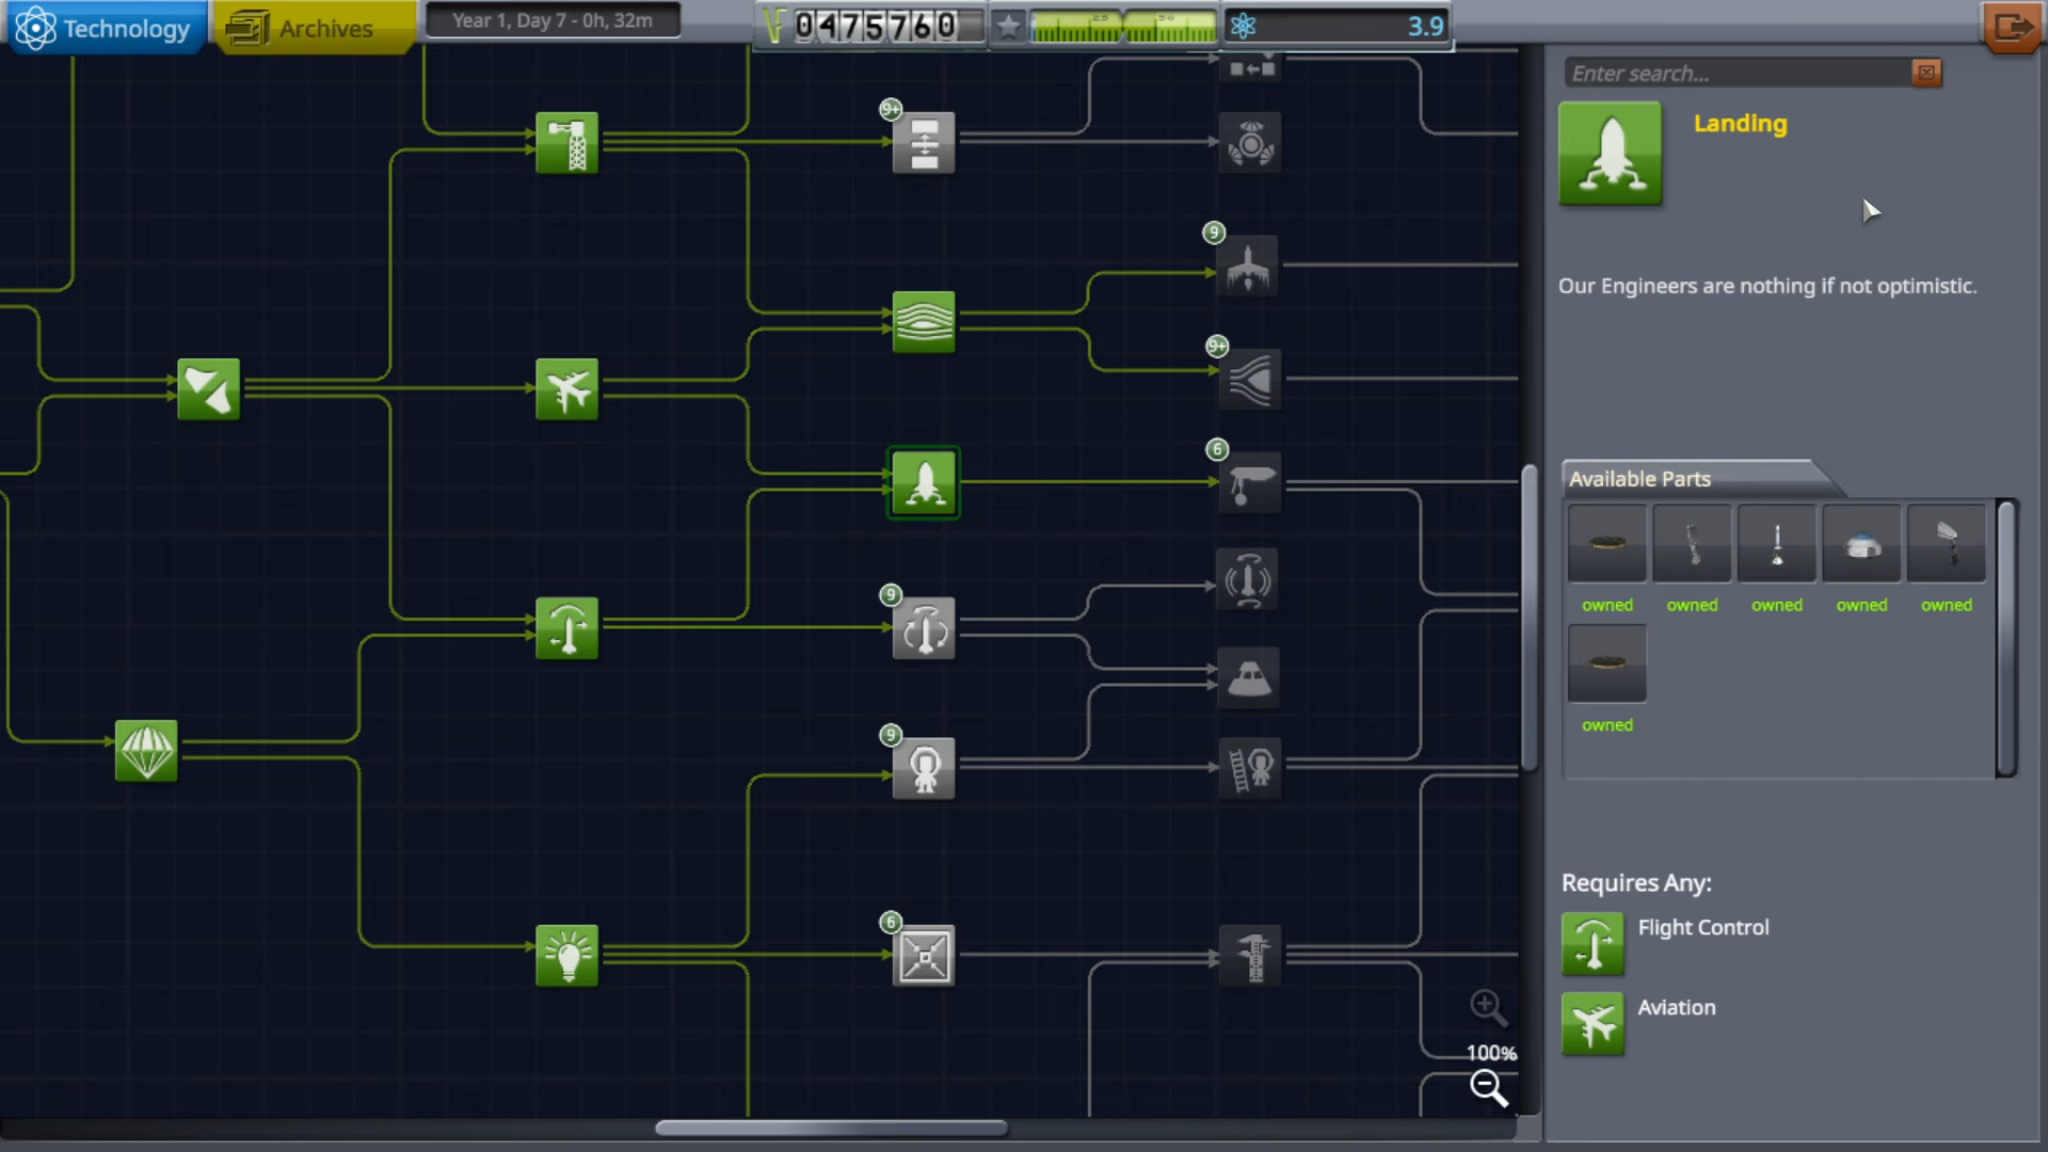 Technology
Archives
Year 1, Day 7 - 0h, 32m
0475760
25
50
3.9
Enter search...
Landing
Our Engineers are nothing if not optimistic.
Available Parts
owned
owned
owned
owned
owned
owned
Requires Any:
Flight Control
Aviation
9+
9
9+
6
9
9
6
100%